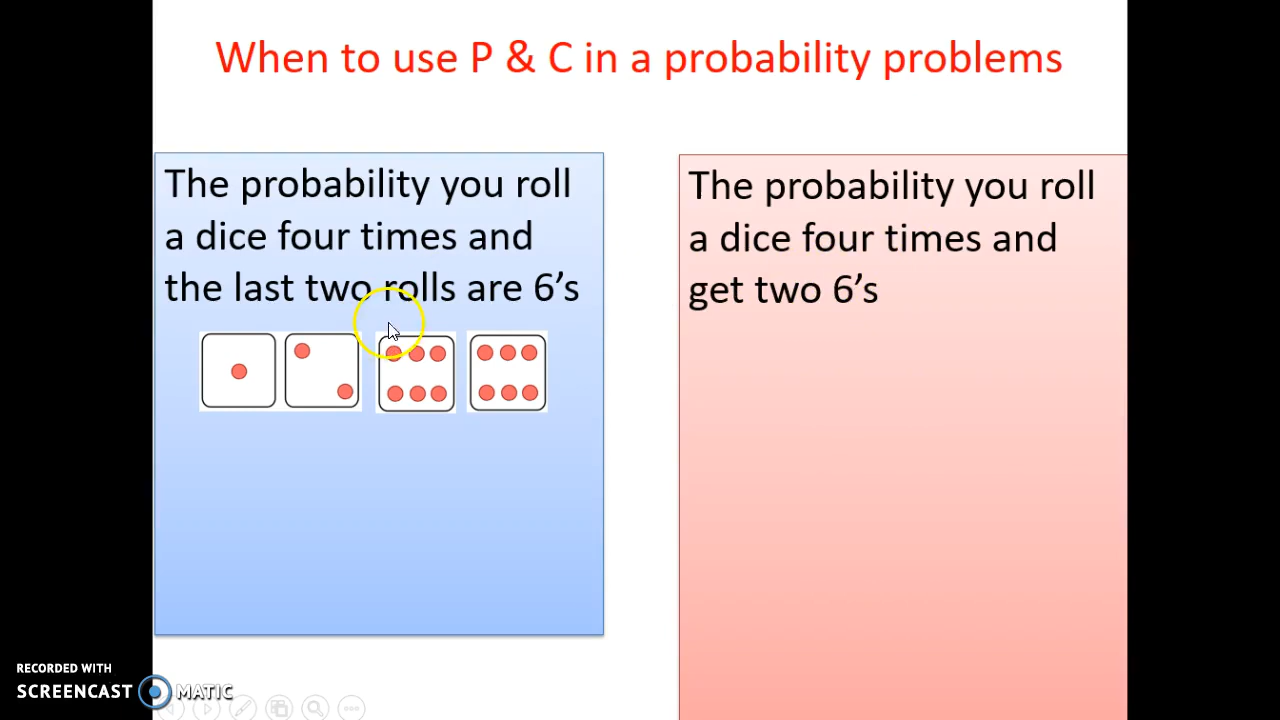 When to use P & C in a probability problems
The probability you roll
a dice four times and
the last two rolls are 6’s
The probability you roll
a dice four times and
get two 6’s
RECORDED WITH
SCREENCAST MATIC